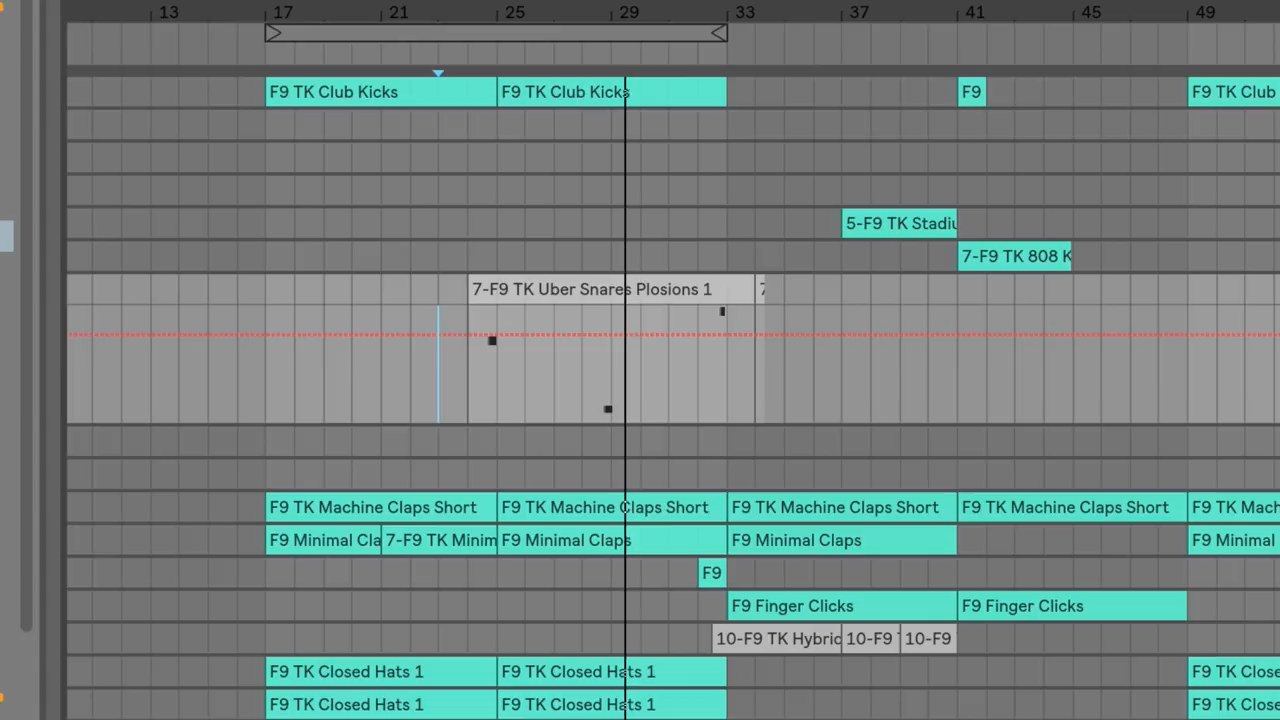 13 17 21 25 29 33 37 41 45 49
F9 TK Club Kicks F9 TK Club Kicks F9 F9 TK Club
5-F9 TK Stadiu
7-F9 TK 808 K
7-F9 TK Uber Snares Plosions 1 7
F9 TK Machine Claps Short F9 TK Machine Claps Short F9 TK Machine Claps Short F9 TK Machine Claps Short F9 TK Mach
F9 Minimal Cla 7-F9 TK Minim F9 Minimal Claps F9 Minimal Claps F9 Minimal
F9
F9 Finger Clicks F9 Finger Clicks
10-F9 TK Hybric 10-F9 10-F9
F9 TK Closed Hats 1 F9 TK Closed Hats 1 F9 TK Close
F9 TK Closed Hats 1 F9 TK Closed Hats 1 F9 TK Close